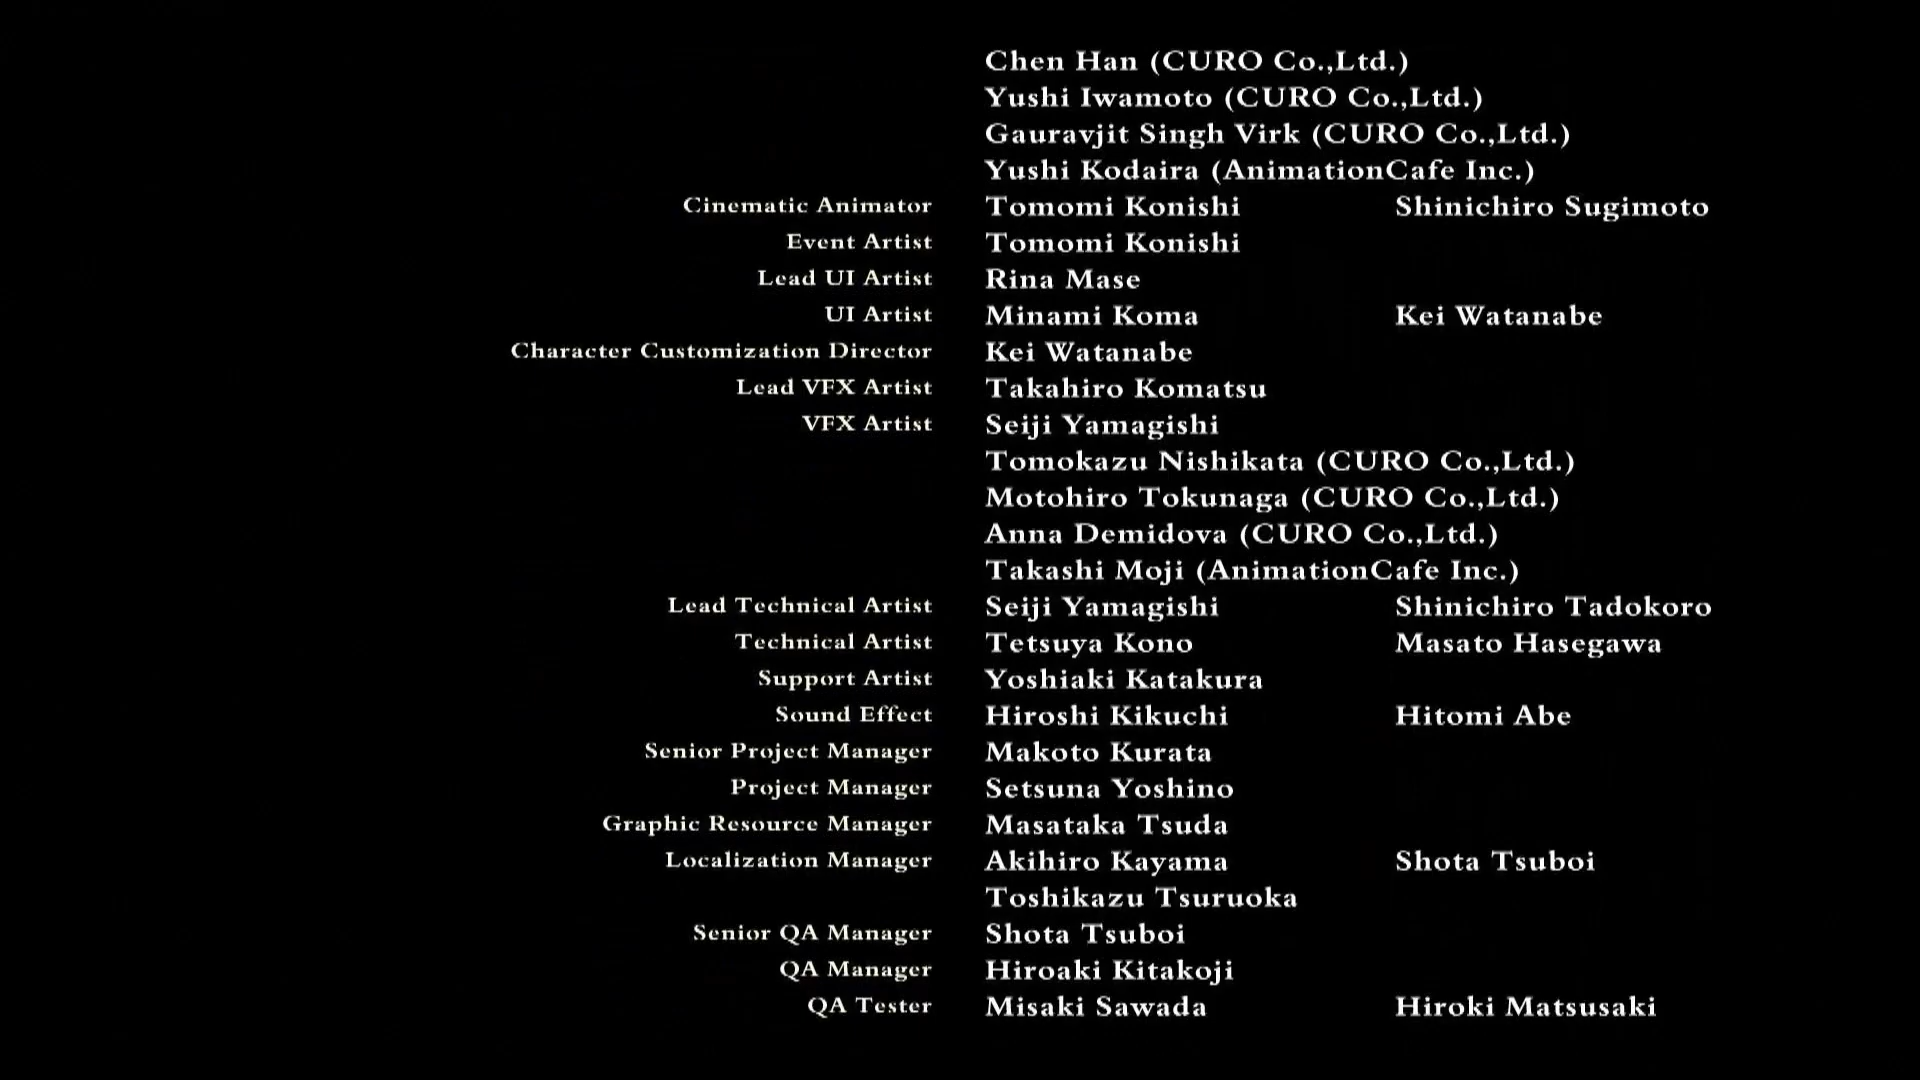 Chen Han (CURO Co.,Ltd.)
Yushi Iwamoto (CURO Co.,Ltd.)
Gauravjit Singh Virk (CURO Co.,Ltd.)
Yushi Kodaira (AnimationCafe Inc.)
Cinematic Animator Tomomi Konishi Shinichiro Sugimoto
Event Artist Tomomi Konishi
Lead UI Artist Rina Mase
UI Artist Minami Koma Kei Watanabe
Character Customization Director Kei Watanabe
Lead VFX Artist Takahiro Komatsu
VFX Artist Seiji Yamagishi
Tomokazu Nishikata (CURO Co.,Ltd.)
Motohiro Tokunaga (CURO Co.,Ltd.)
Anna Demidova (CURO Co.,Ltd.)
Takashi Moji (AnimationCafe Inc.)
Lead Technical Artist Seiji Yamagishi Shinichiro Tadokoro
Technical Artist Tetsuya Kono Masato Hasegawa
Support Artist Yoshiaki Katakura
Sound Effect Hiroshi Kikuchi Hitomi Abe
Senior Project Manager Makoto Kurata
Project Manager Setsuna Yoshino
Graphic Resource Manager Masataka Tsuda
Localization Manager Akihiro Kayama Shota Tsuboi
Toshikazu Tsuruoka
Senior QA Manager Shota Tsuboi
QA Manager Hiroaki Kitakoji
QA Tester Misaki Sawada Hiroki Matsusaki